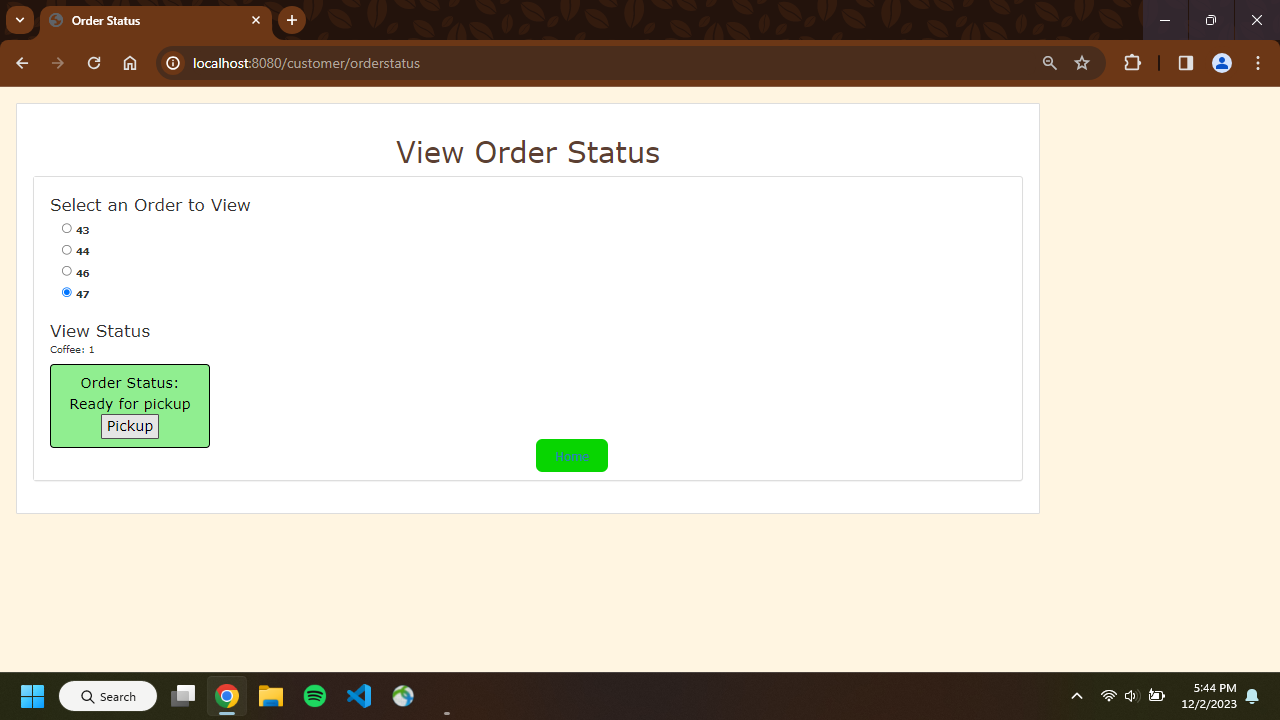 Order Status
localhost:8080/customer/orderstatus
View Order Status
Select an Order to View
43
44
46
47
View Status
Coffee: 1
Order Status:
Ready for pickup
Pickup
Home
Search
5:44 PM
12/2/2023